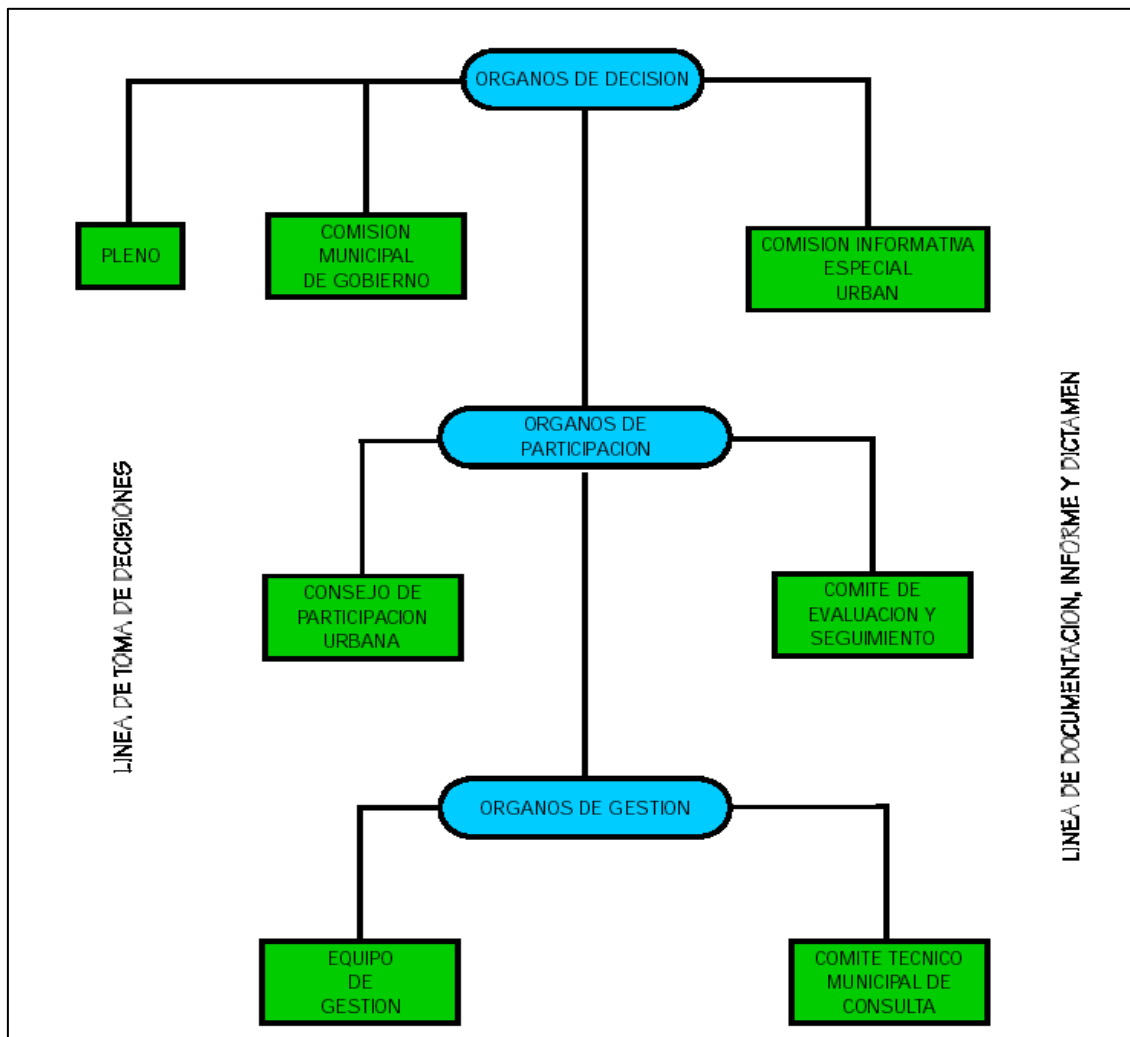 ORGANOS DE DECISION
PLENO
COMISION
MUNICIPAL
DE GOBIERNO
COMISION INFORMATIVA
ESPECIAL
URBAN
ORGANOS DE
PARTICIPACION
LINEA DE TOMA DE DECISIONES
LINEA DE DOCUMENTACION, INFORME Y DICTAMEN
CONSEJO DE
PARTICIPACION
URBANA
COMITE DE
EVALUACION Y
SEGUIMIENTO
ORGANOS DE GESTION
EQUIPO
DE
GESTION
COMITE TECNICO
MUNICIPAL DE
CONSULTA